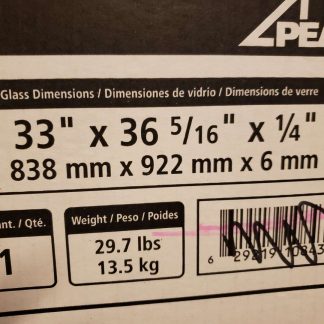 Glass Dimensions / Dimensiones de vidrio / Dimensions de verre
33" x 36 5/16" x 1/4"
838 mm x 922 mm x 6 mm
Qté.
1
Weight / Peso / Poides
29.7 lbs
13.5 kg